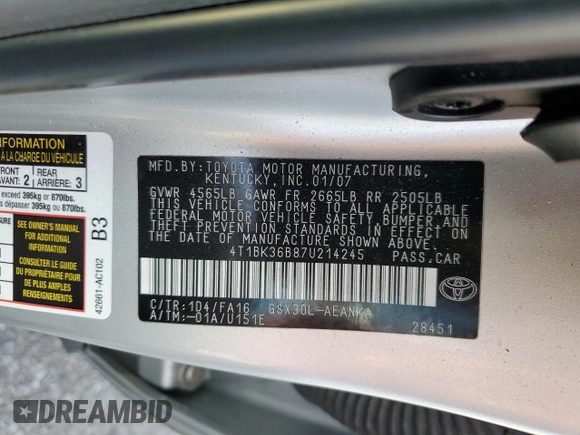 INFORMATION
A LA CHARGE DU VÉHICULE
FRONT
AVANT: 2
REAR
ARRIÈRE: 3
exceed 395kg or 870lbs.
dépasser 395kg ou 870lbs.
SEE OWNER'S
MANUAL FOR
ADDITIONAL
INFORMATION
VOIR LE GUIDE
DU
PROPRIÉTAIRE
POUR PLUS DE
RENSEIGNEMENTS
B3
42661-AC102
MFD.BY:TOYOTA MOTOR MANUFACTURING,
KENTUCKY, INC.01/07
GVWR 4565LB GAWR FR 2665LB RR 2505LB
THIS VEHICLE CONFORMS TO ALL APPLICABLE
FEDERAL MOTOR VEHICLE SAFETY,BUMPER,AND
THEFT PREVENTION STANDARDS IN EFFECT ON
THE DATE OF MANUFACTURE SHOWN ABOVE.
4T1BK36B87U214245 PASS.CAR
C/TR:1D4/FA16 GSX30L-AEANKA
A/TM:-01A/U151E
TOYOTA
28451
DREAMBID